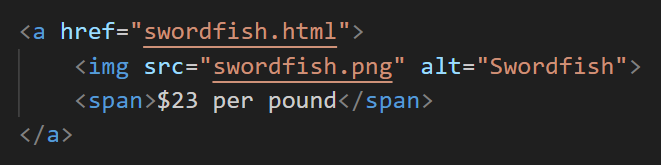 <a href="swordfish.html">
    <img src="swordfish.png" alt="Swordfish">
    <span>$23 per pound</span>
</a>